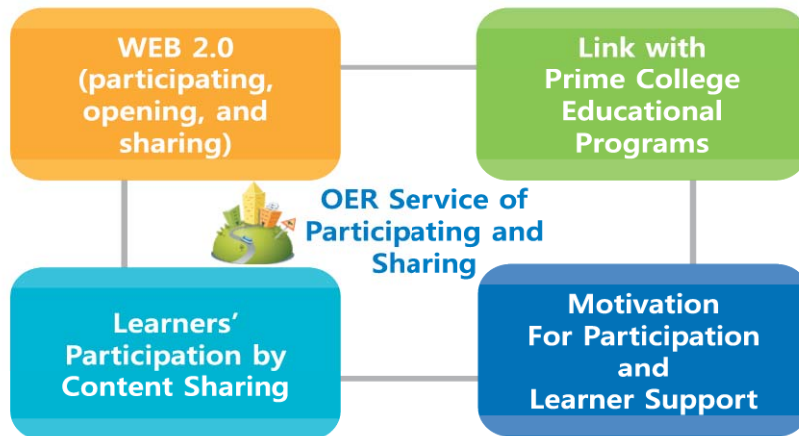 WEB 2.0
(participating,
opening, and
sharing)
Link with
Prime College
Educational
Programs
OER Service of
Participating and
Sharing
Learners’
Participation by
Content Sharing
Motivation
For Participation
and
Learner Support